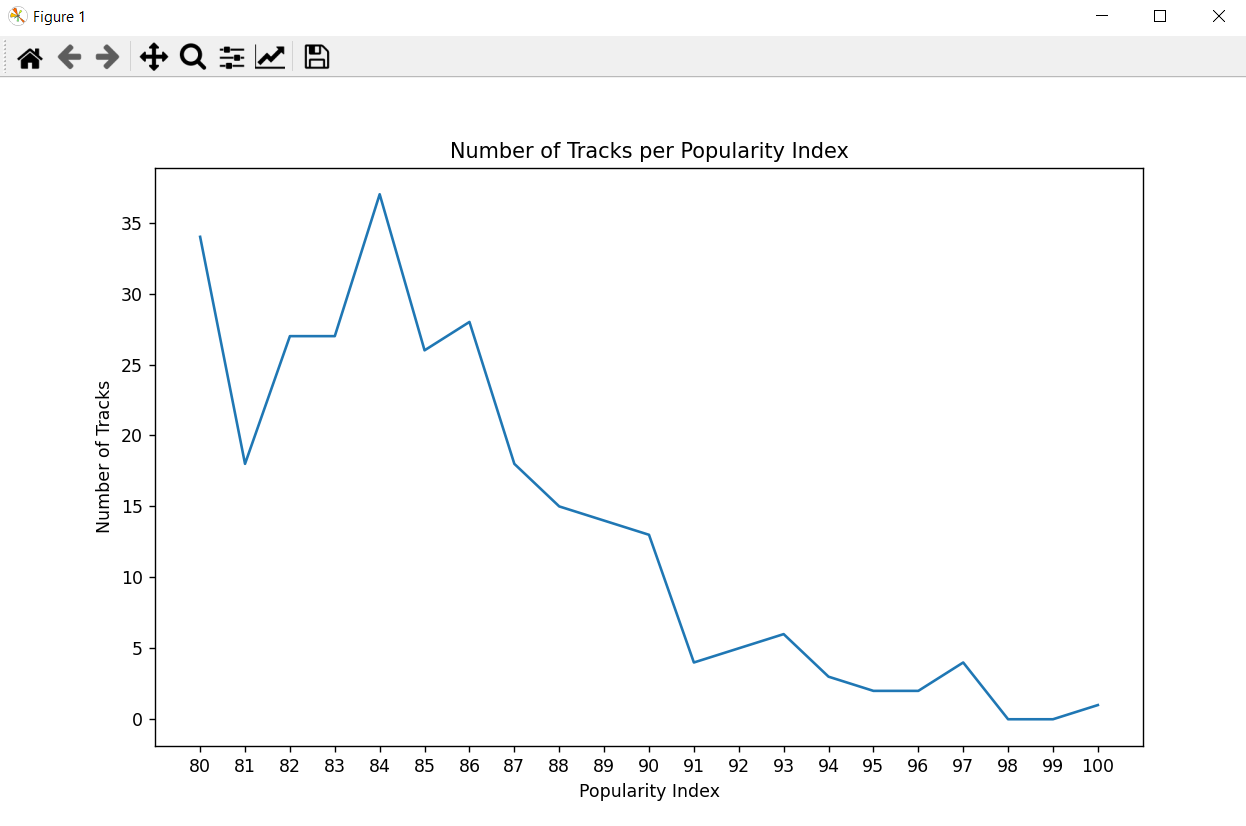 Figure 1
Number of Tracks per Popularity Index
35
30
25
20
15
10
5
0
Number of Tracks
80 81 82 83 84 85 86 87 88 89 90 91 92 93 94 95 96 97 98 99 100
Popularity Index